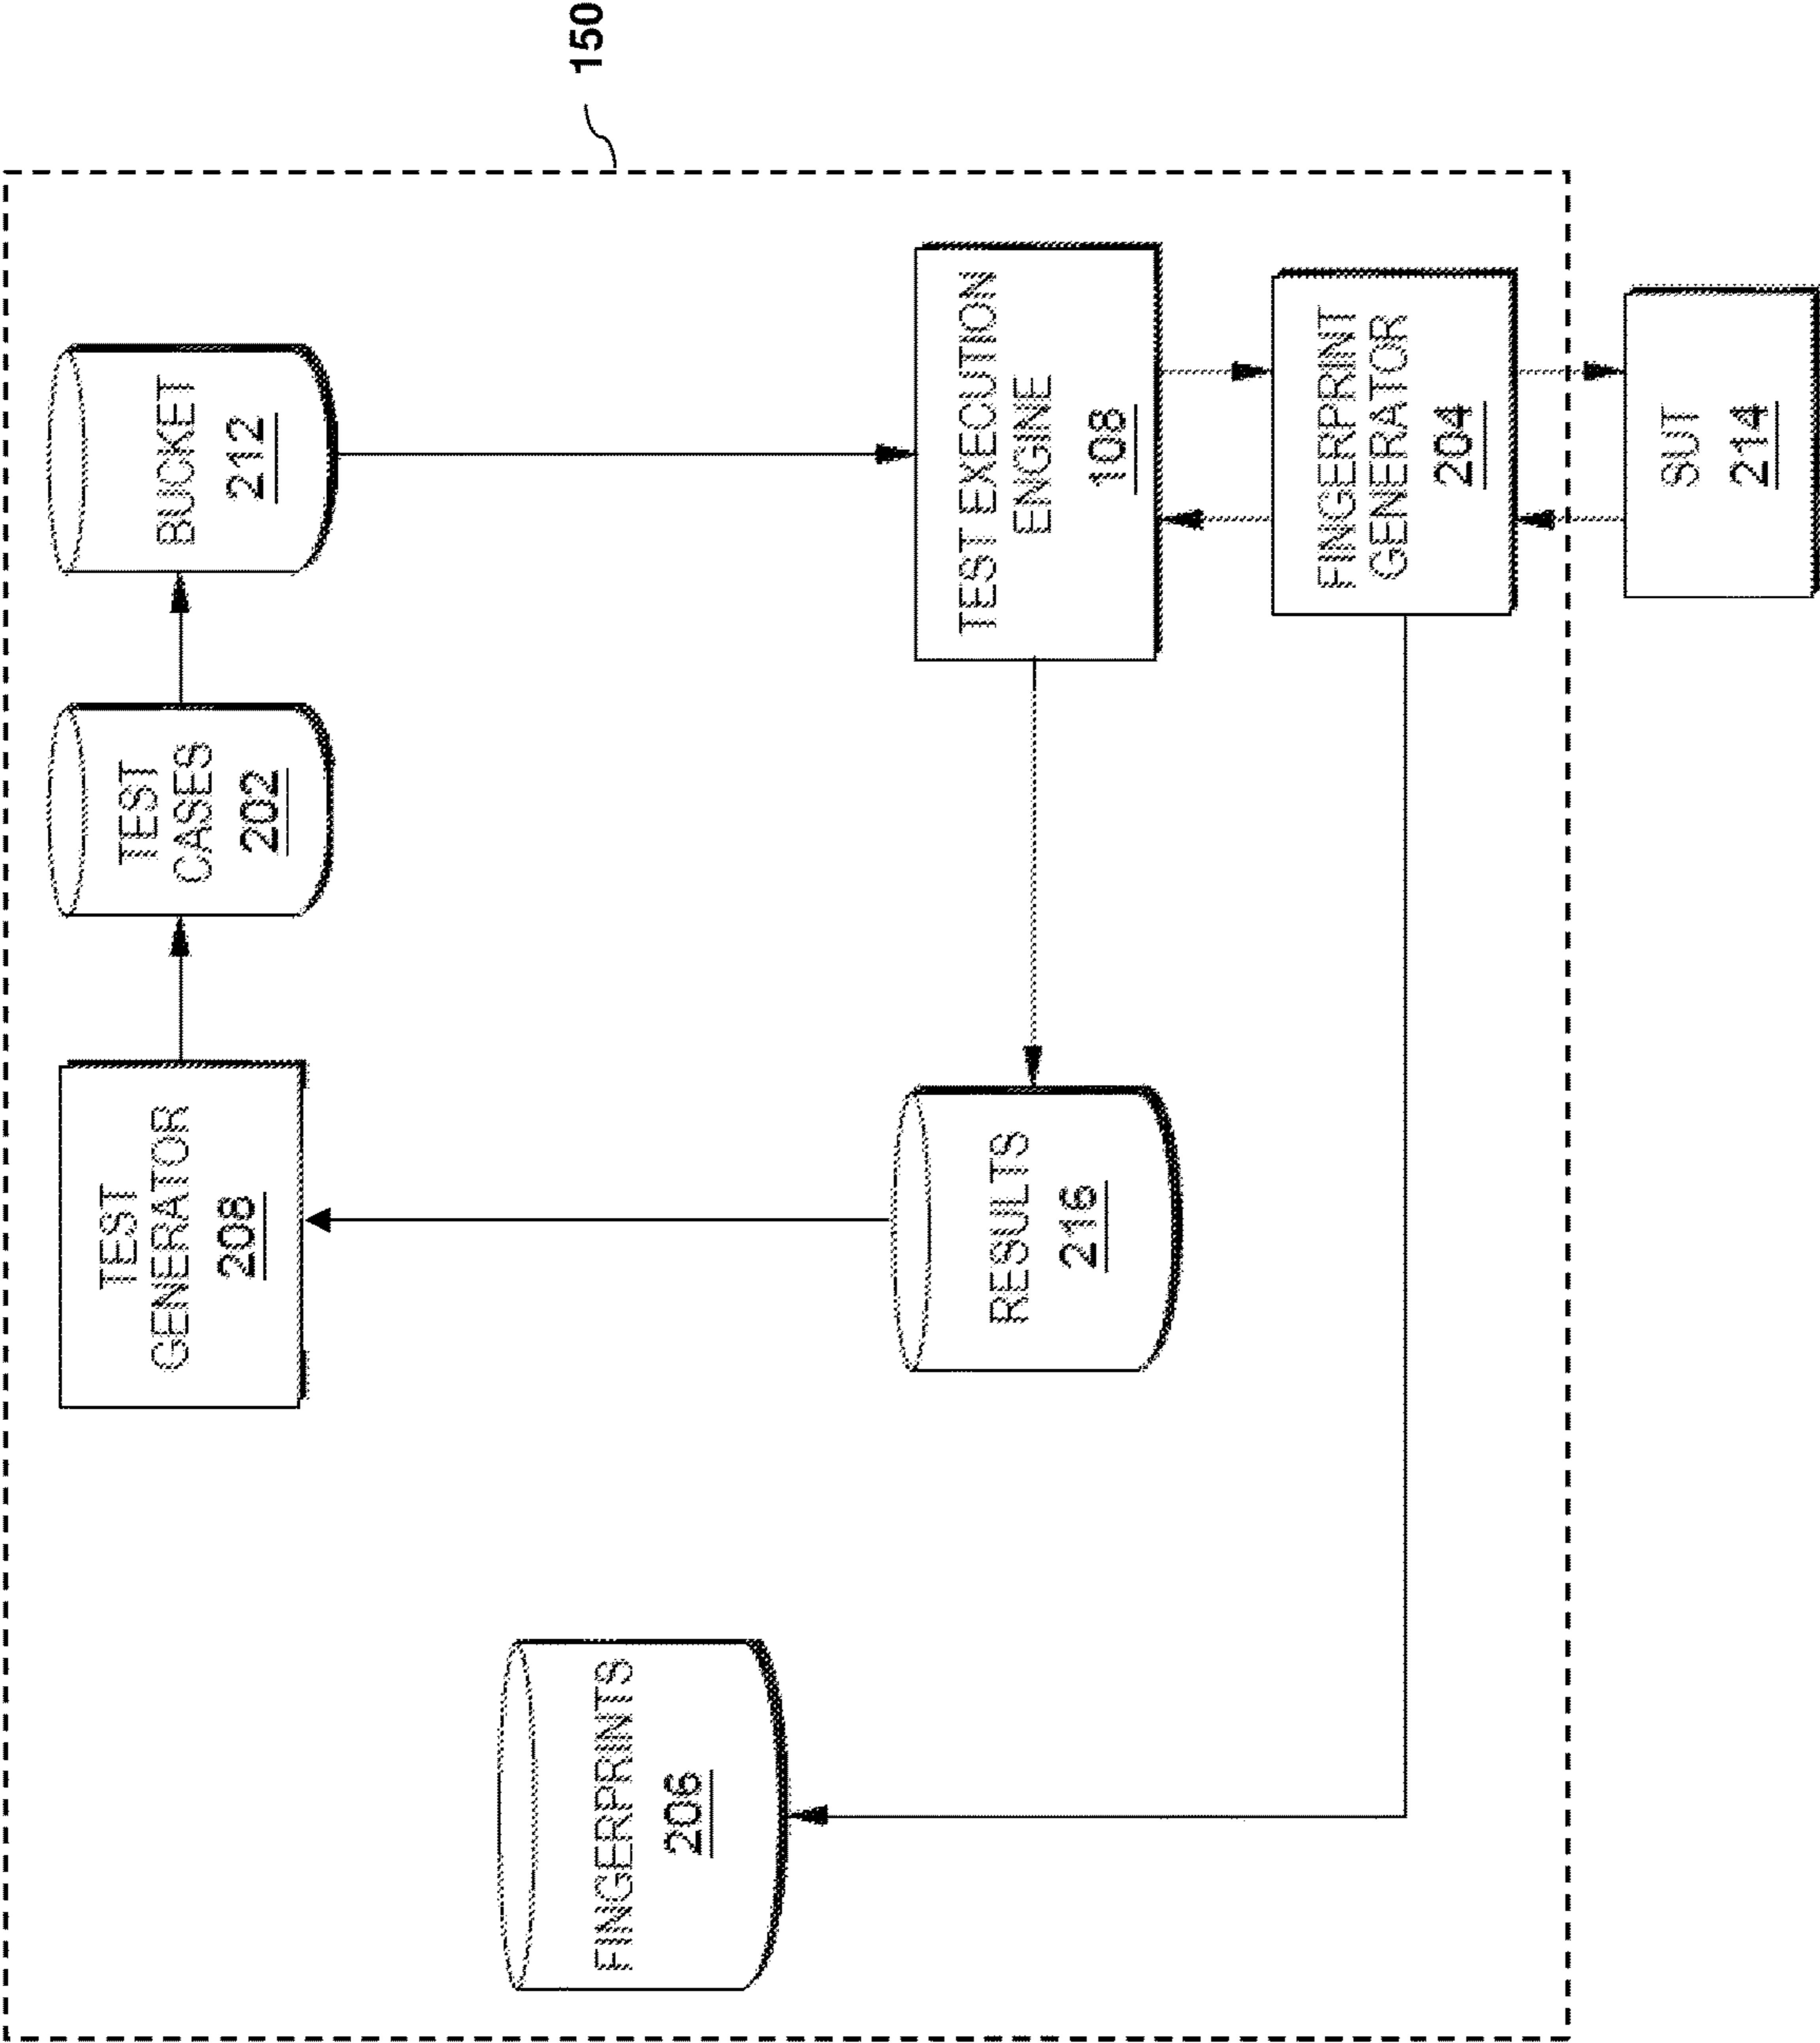 150
TEST
GENERATOR
208
TEST
CASES
202
BUCKET
212
FINGERPRINTS
206
RESULTS
216
TEST EXECUTION
ENGINE
108
FINGERPRINT
GENERATOR
204
SUT
214